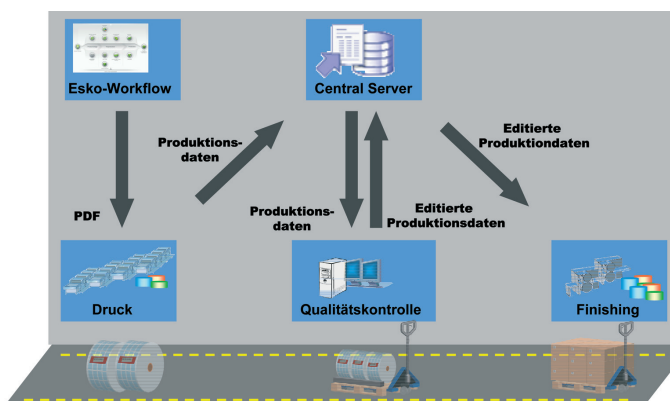 Esko-Workflow
Central Server
Produktions-
daten
Editierte
Produktiondaten
PDF
Produktions-
daten
Editierte
Produktionsdaten
Druck
Qualitätskontrolle
Finishing